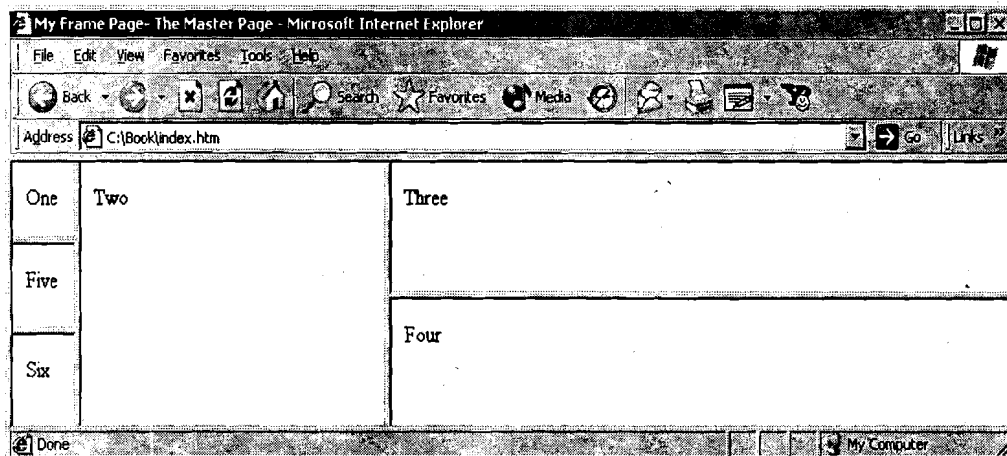 My Frame Page- The Master Page - Microsoft Internet Explorer
File Edit View Favorites Tools Help
Back Search Favorites Media
Address C:\Book\index.htm Go Links »
One Two Three
Five
Four
Six
Done My Computer